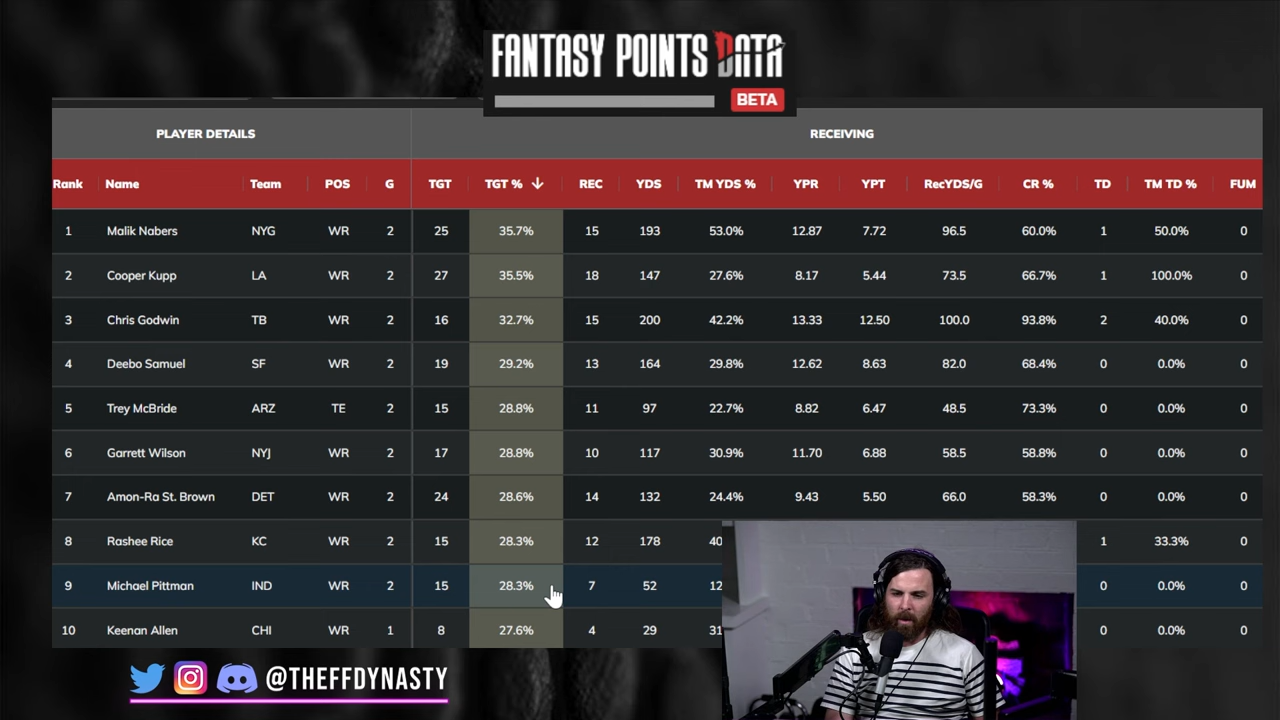 FANTASY POINTS DATA
BETA
PLAYER DETAILS RECEIVING
Rank Name Team POS G TGT TGT % REC YDS TM YDS % YPR YPT RecYDS/G CR % TD TM TD % FUM
1 Malik Nabers NYG WR 2 25 35.7% 15 193 53.0% 12.87 7.72 96.5 60.0% 1 50.0% 0
2 Cooper Kupp LA WR 2 27 35.5% 18 147 27.6% 8.17 5.44 73.5 66.7% 1 100.0% 0
3 Chris Godwin TB WR 2 16 32.7% 15 200 42.2% 13.33 12.50 100.0 93.8% 2 40.0% 0
4 Deebo Samuel SF WR 2 19 29.2% 13 164 29.8% 12.62 8.63 82.0 68.4% 0 0.0% 0
5 Trey McBride ARZ TE 2 15 28.8% 11 97 22.7% 8.82 6.47 48.5 73.3% 0 0.0% 0
6 Garrett Wilson NYJ WR 2 17 28.8% 10 117 30.9% 11.70 6.88 58.5 58.8% 0 0.0% 0
7 Amon-Ra St. Brown DET WR 2 24 28.6% 14 132 24.4% 9.43 5.50 66.0 58.3% 0 0.0% 0
8 Rashee Rice KC WR 2 15 28.3% 12 178 40 1 33.3% 0
9 Michael Pittman IND WR 2 15 28.3% 7 52 12 0 0.0% 0
10 Keenan Allen CHI WR 1 8 27.6% 4 29 31 0 0.0% 0
@THEFFDYNASTY